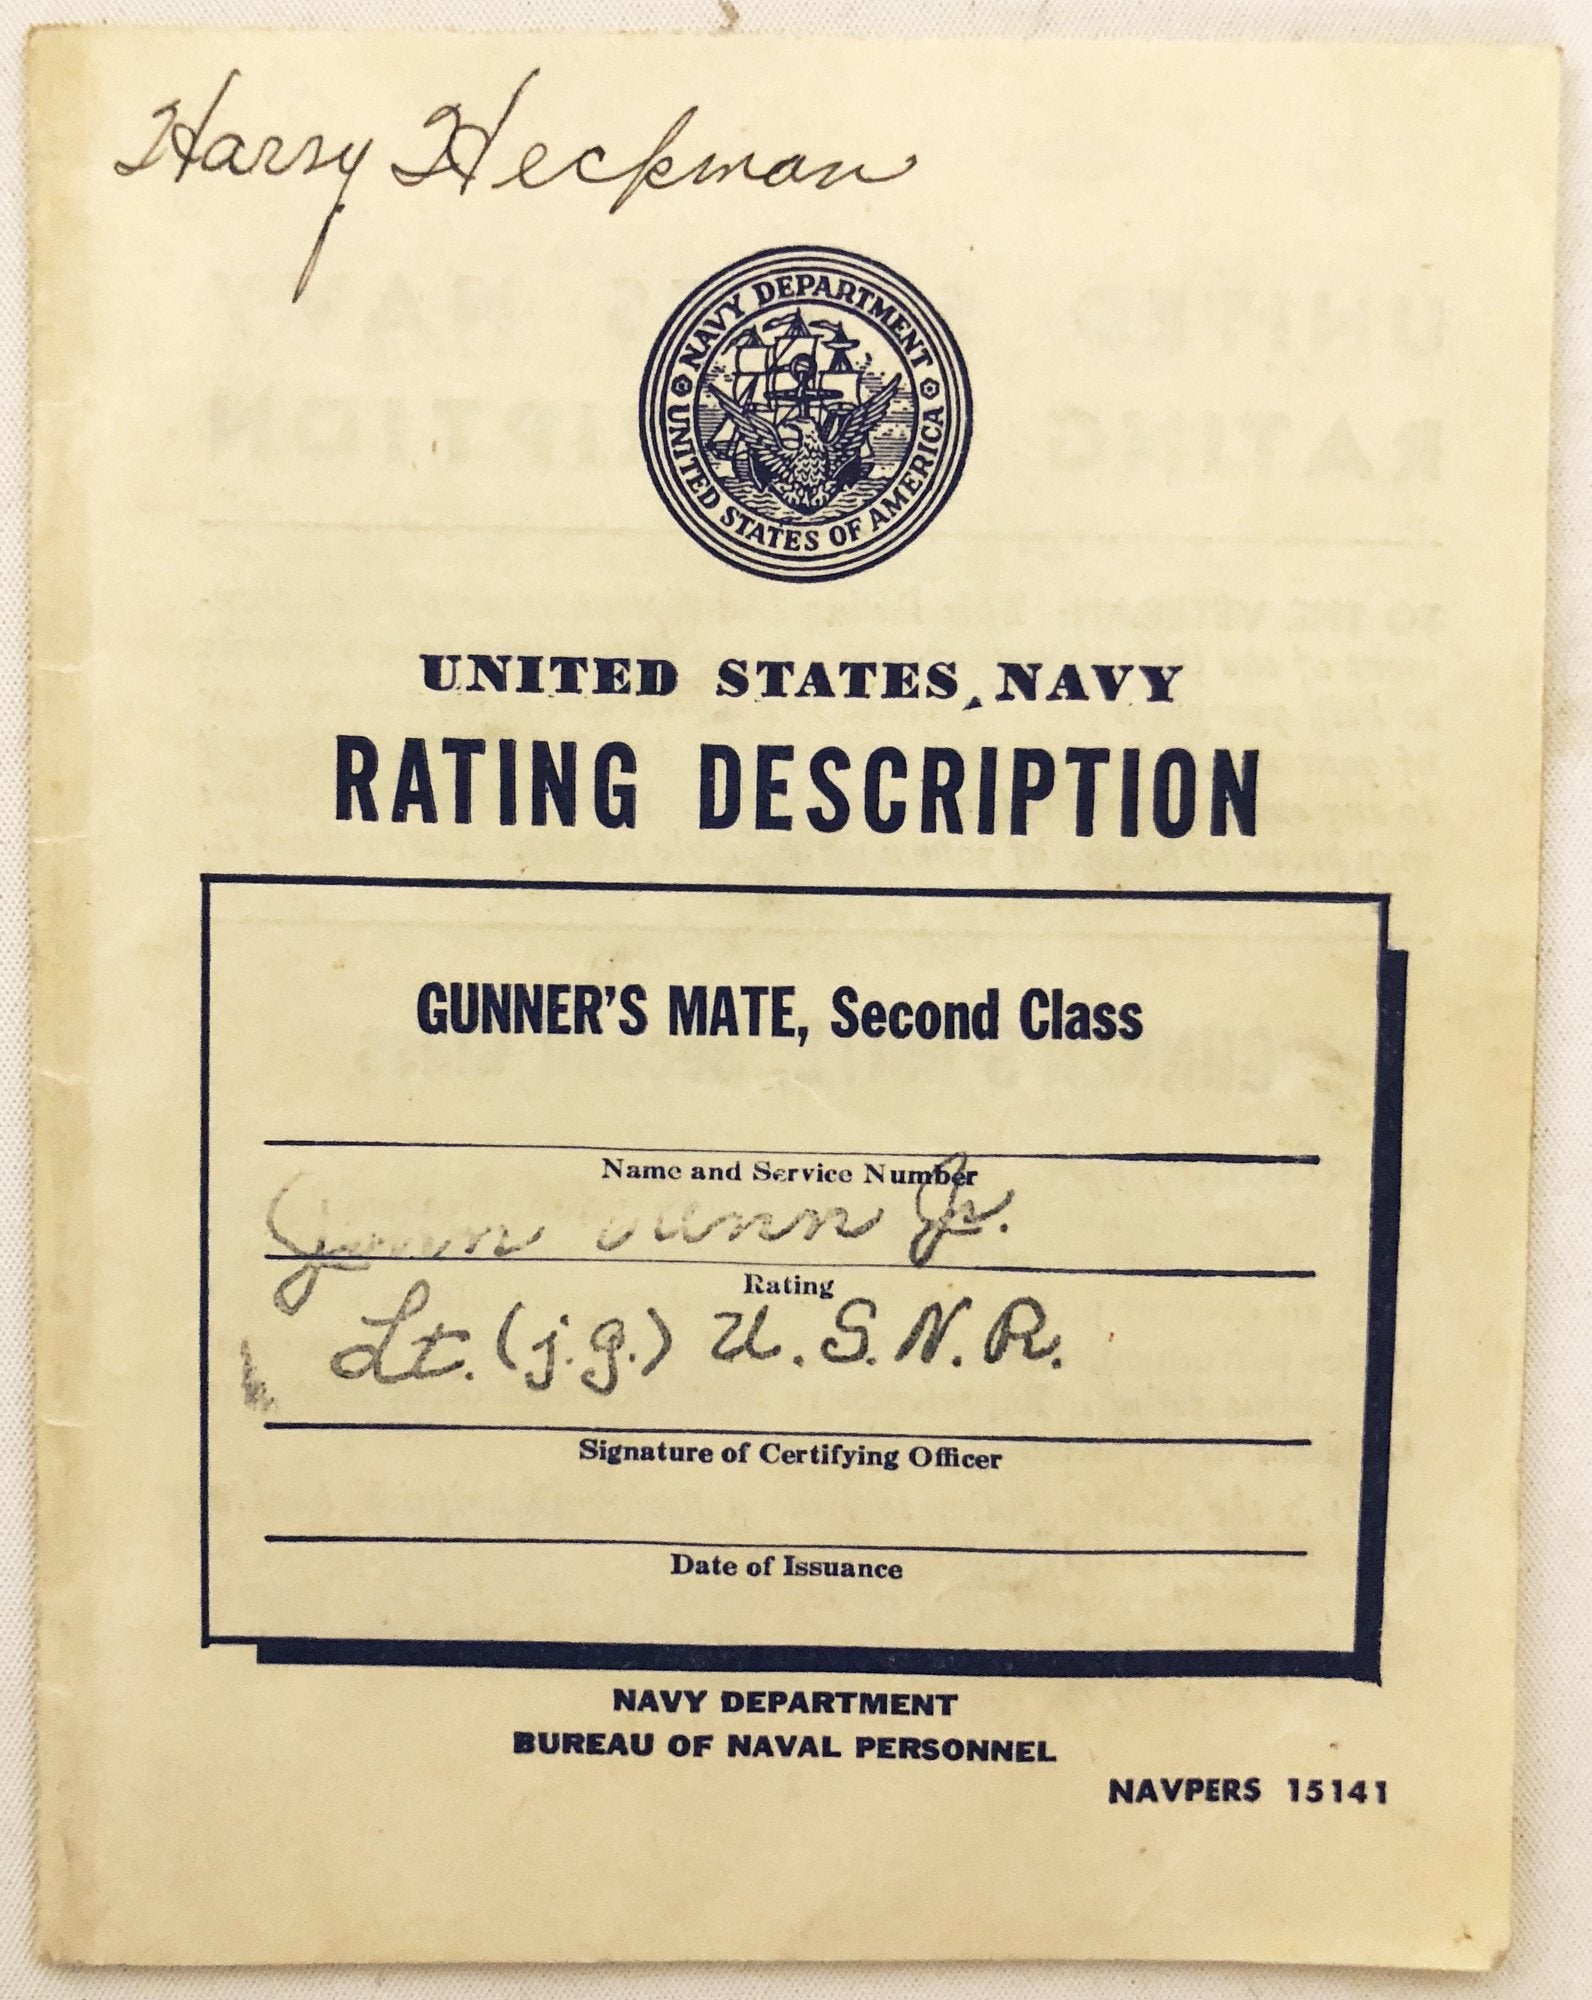 Harry Heckman
NAVY DEPARTMENT
UNITED STATES OF AMERICA
UNITED STATES NAVY
RATING DESCRIPTION
GUNNER'S MATE, Second Class
Name and Service Number
Jr.
Rating
Lt. (j.g.) U.S.N.R.
Signature of Certifying Officer
Date of Issuance
NAVY DEPARTMENT
BUREAU OF NAVAL PERSONNEL
NAVPERS 15141